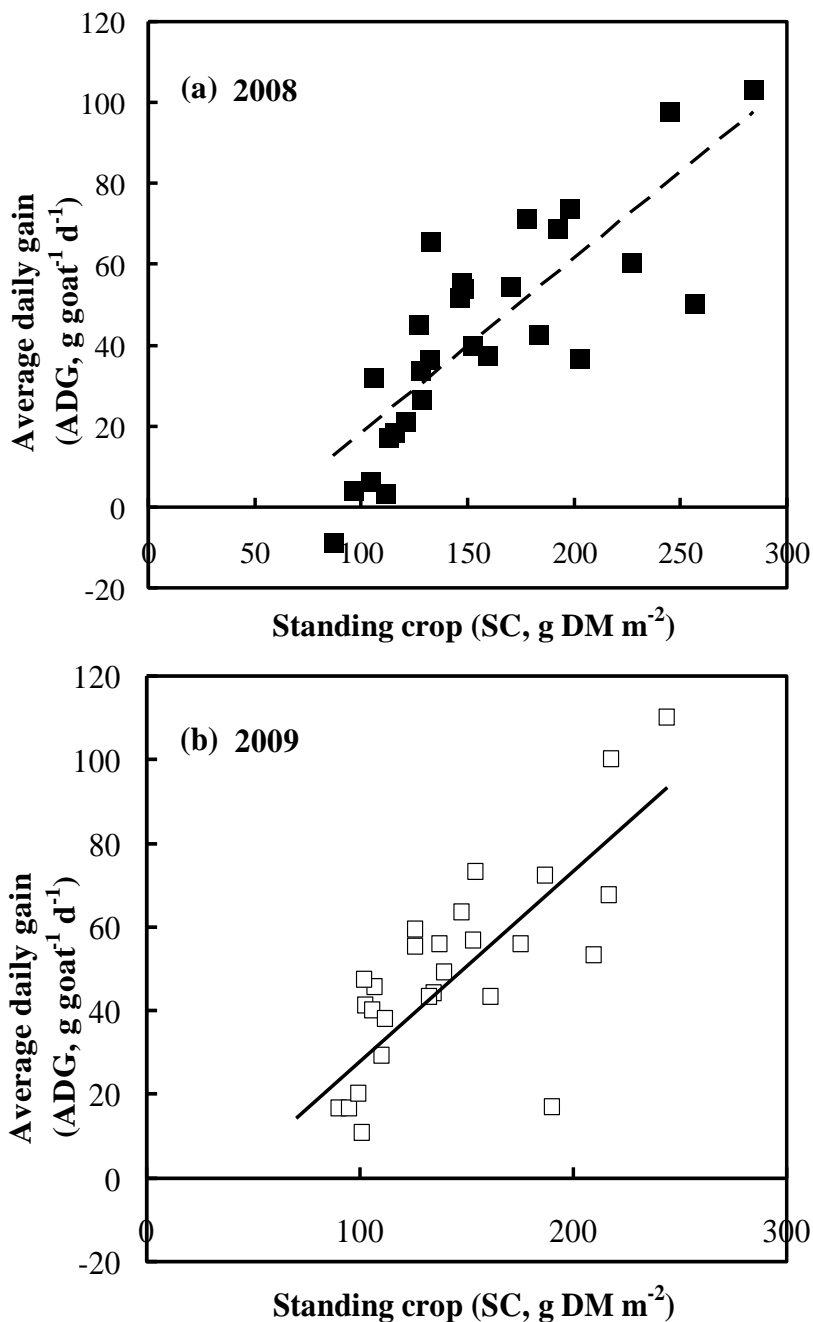 120
100
80
60
40
20
0
-20
(a) 2008
Average daily gain
(ADG, g goat⁻¹ d⁻¹)
0 50 100 150 200 250 300
Standing crop (SC, g DM m⁻²)
120
100
80
60
40
20
0
-20
(b) 2009
Average daily gain
(ADG, g goat⁻¹ d⁻¹)
0 100 200 300
Standing crop (SC, g DM m⁻²)